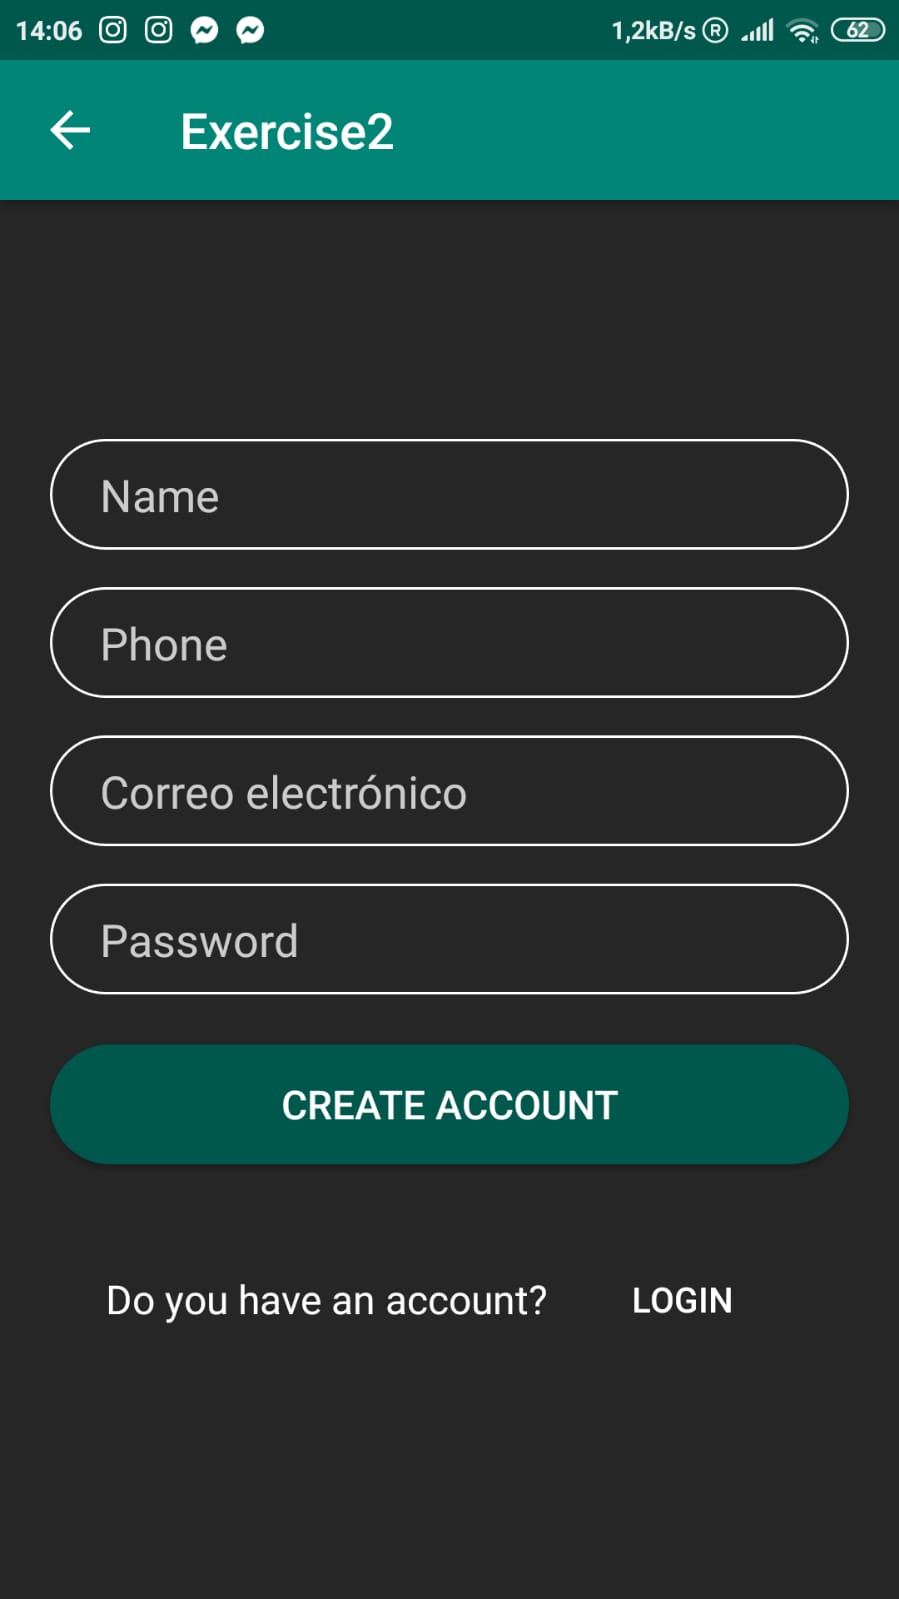 14:06 1,2kB/s R 62
Exercise2
Name
Phone
Correo electrónico
Password
CREATE ACCOUNT
Do you have an account? LOGIN